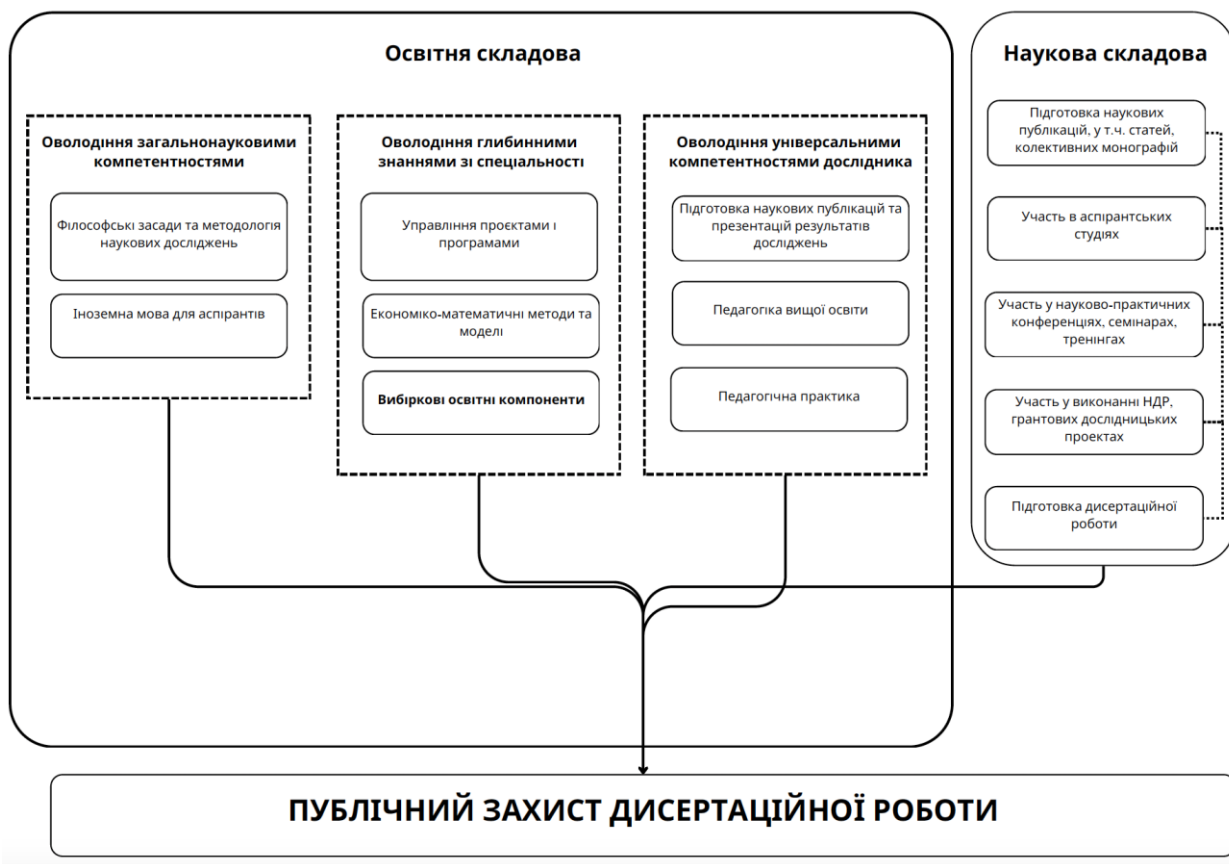 Освітня складова
Оволодіння загальнонауковими
компетентностями
Філософські засади та методологія
наукових досліджень
Іноземна мова для аспірантів
Оволодіння глибинними
знаннями зі спеціальності
Управління проєктами і
програмами
Економіко-математичні методи та
моделі
Вибіркові освітні компоненти
Оволодіння універсальними
компетентностями дослідника
Підготовка наукових публікацій та
презентацій результатів
досліджень
Педагогіка вищої освіти
Педагогічна практика
Наукова складова
Підготовка наукових
публікацій, у т.ч. статей,
колективних монографій
Участь в аспірантських
студіях
Участь у науково-практичних
конференціях, семінарах,
тренінгах
Участь у виконанні НДР,
грантових дослідницьких
проектах
Підготовка дисертаційної
роботи
ПУБЛІЧНИЙ ЗАХИСТ ДИСЕРТАЦІЙНОЇ РОБОТИ